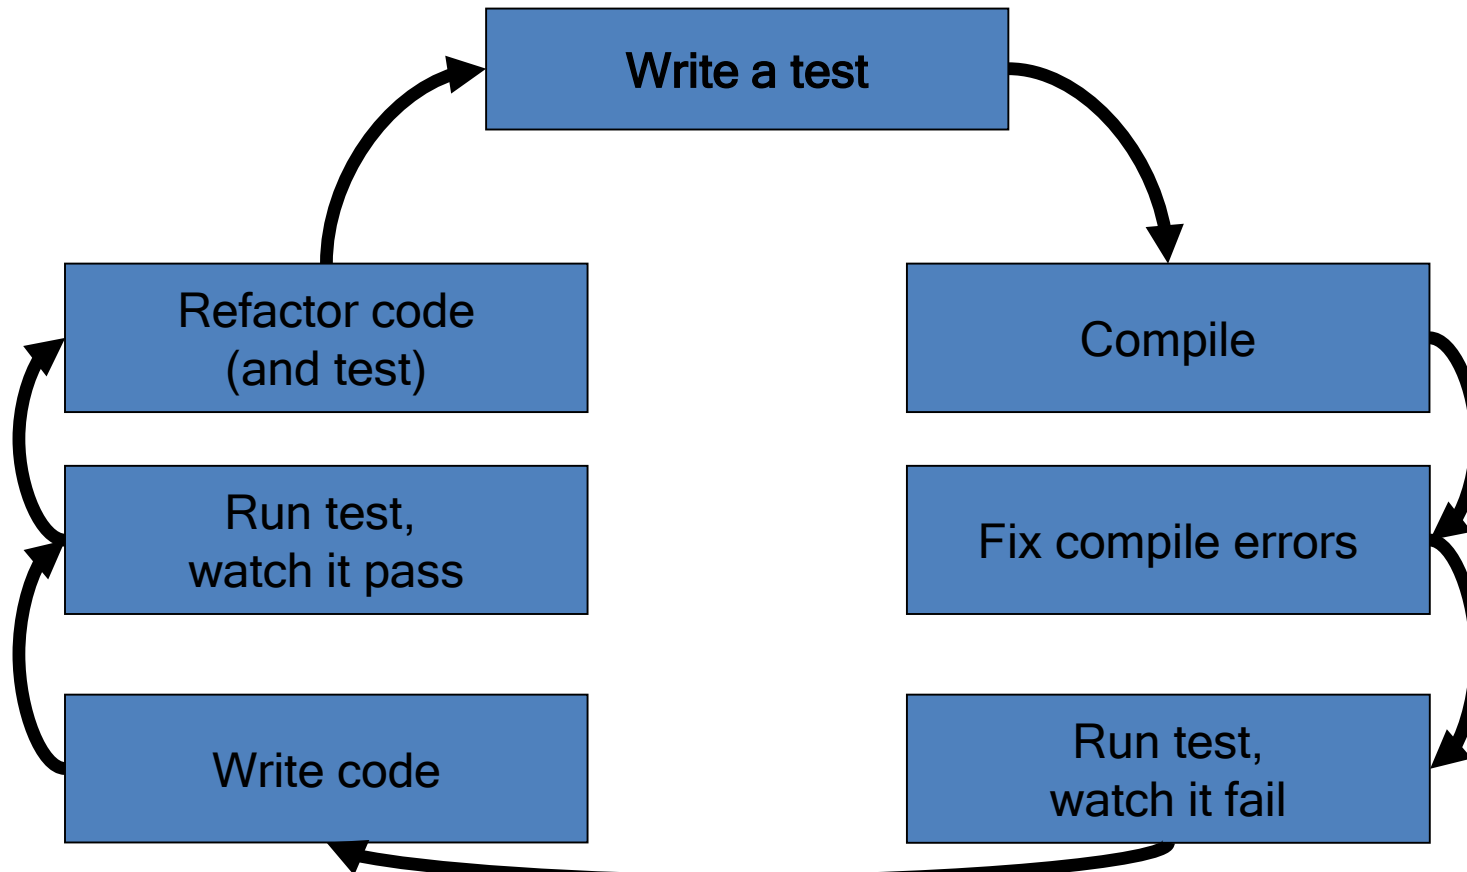 Write a test
Refactor code
(and test)
Compile
Run test,
watch it pass
Fix compile errors
Write code
Run test,
watch it fail